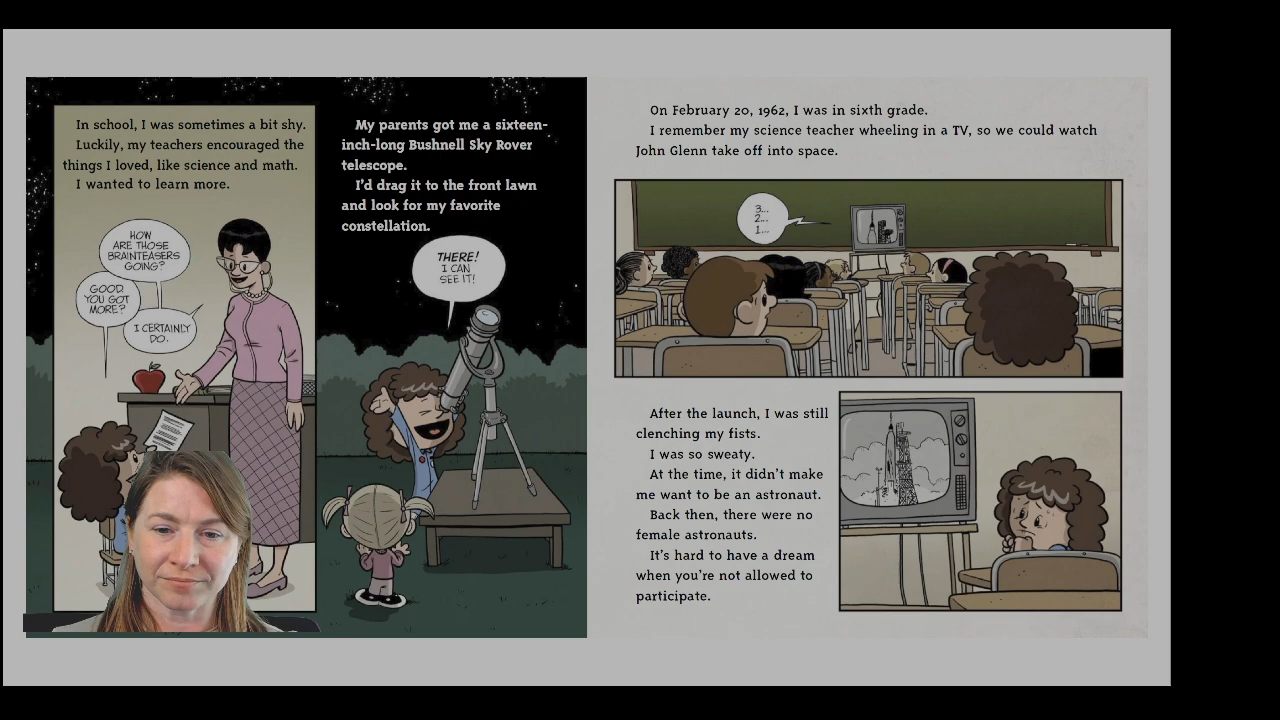 In school, I was sometimes a bit shy.
Luckily, my teachers encouraged the
things I loved, like science and math.
I wanted to learn more.
HOW
ARE THOSE
BRAINTEASERS
GOING?
GOOD.
YOU GOT
MORE?
I CERTAINLY
DO.
My parents got me a sixteen-
inch-long Bushnell Sky Rover
telescope.
I'd drag it to the front lawn
and look for my favorite
constellation.
THERE!
I CAN
SEE IT!
On February 20, 1962, I was in sixth grade.
I remember my science teacher wheeling in a TV, so we could watch
John Glenn take off into space.
3...
2...
1...
After the launch, I was still
clenching my fists.
I was so sweaty.
At the time, it didn't make
me want to be an astronaut.
Back then, there were no
female astronauts.
It's hard to have a dream
when you're not allowed to
participate.